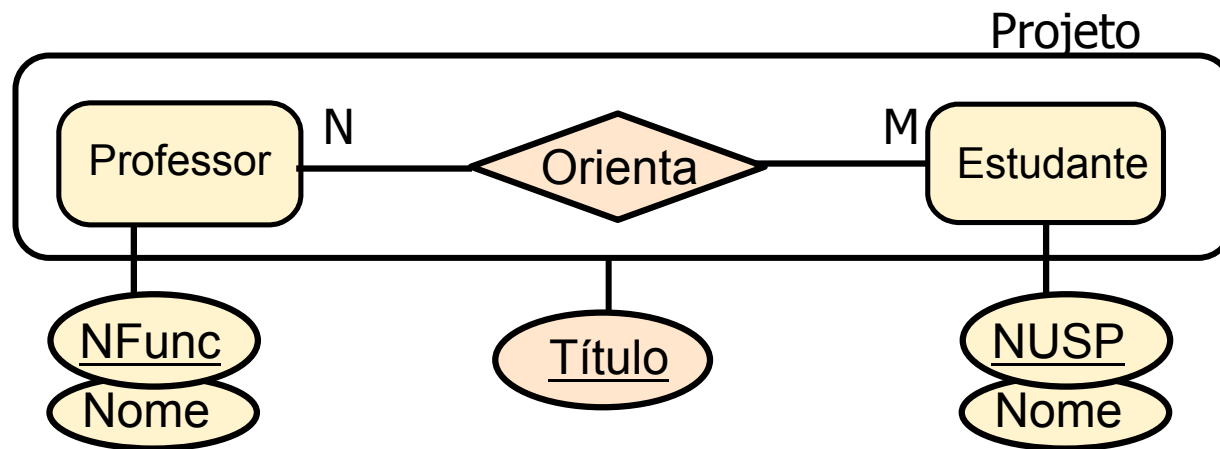 Projeto
Professor
N
Orienta
M
Estudante
NFunc
Nome
Título
NUSP
Nome